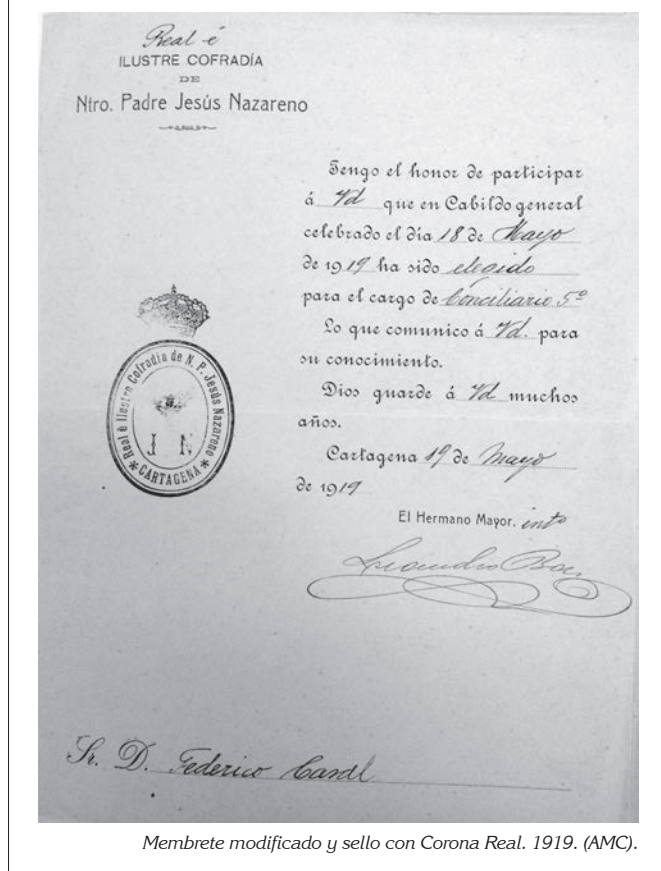 Real é
ILUSTRE COFRADÍA
DE
Ntro. Padre Jesús Nazareno
Tengo el honor de participar
á Vd que en Cabildo general
celebrado el día 18 de Mayo
de 1919 ha sido elegido
para el cargo de Conciliario 5º
Lo que comunico á Vd. para
su conocimiento.
Dios guarde á Vd muchos
años.
Cartagena 19 de Mayo
de 1919
El Hermano Mayor. intº
Real é Ilustre Cofradía de N. P. Jesús Nazareno
J N
* CARTAGENA *
Sr. D. Federico Casal
Membrete modificado y sello con Corona Real. 1919. (AMC).